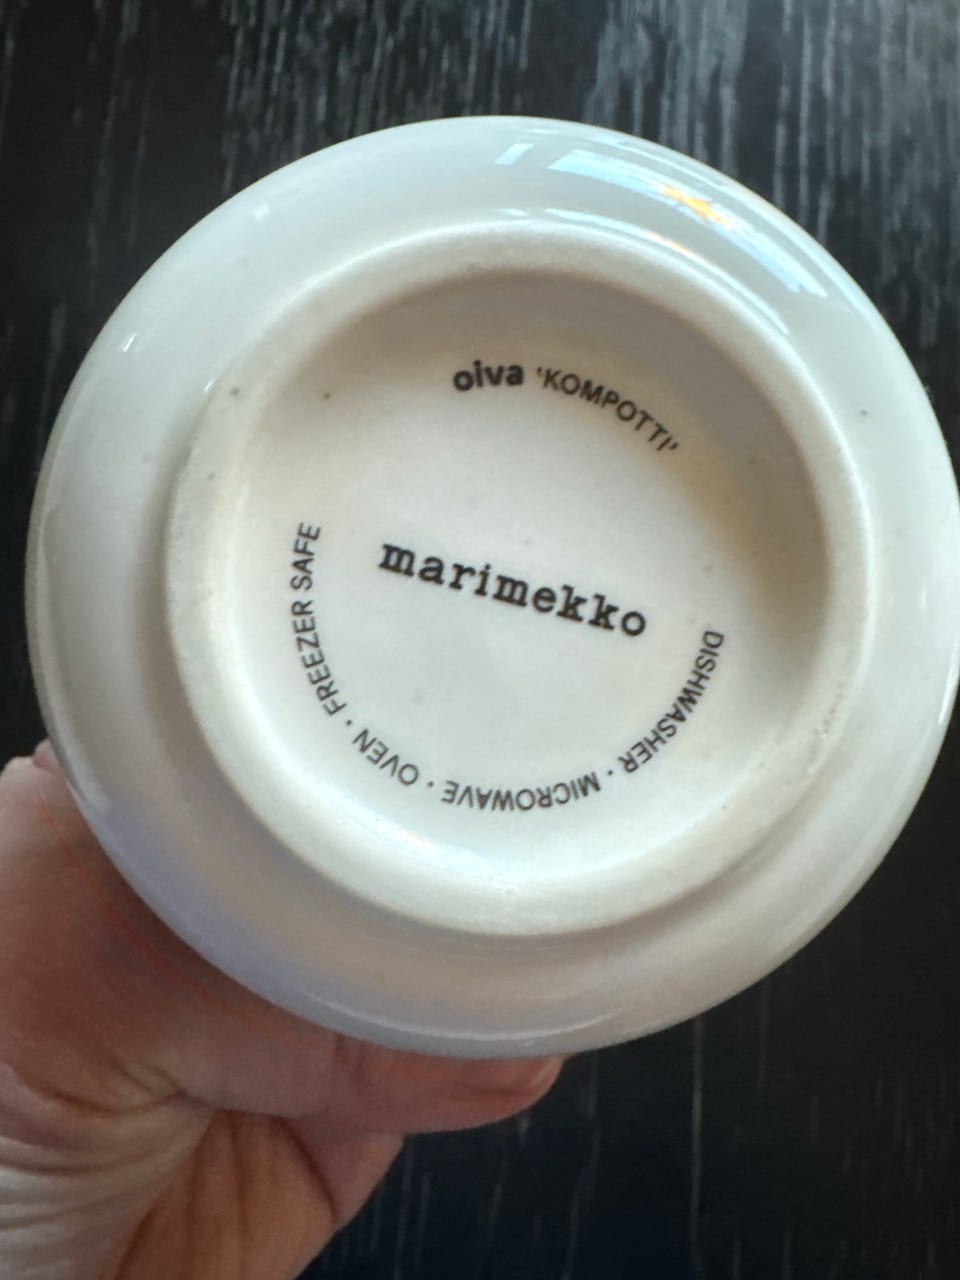 oiva 'KOMPOTTI'
marimekko
DISHWASHER · MICROWAVE · OVEN · FREEZER SAFE